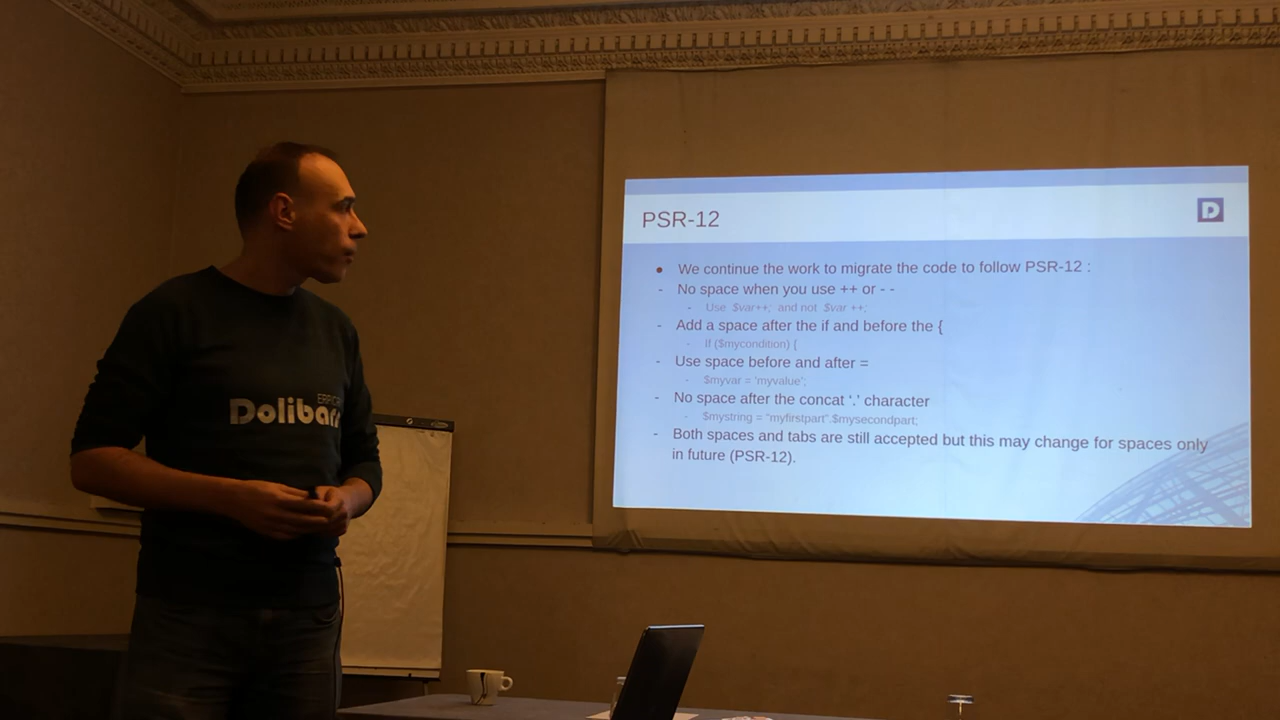 PSR-12
D
● We continue the work to migrate the code to follow PSR-12 :
- No space when you use ++ or - -
- Use $var++; and not $var ++;
- Add a space after the if and before the {
- If ($mycondition) {
- Use space before and after =
- $myvar = 'myvalue';
- No space after the concat '.' character
- $mystring = "myfirstpart".$mysecondpart;
- Both spaces and tabs are still accepted but this may change for spaces only
in future (PSR-12).
Dolibarr